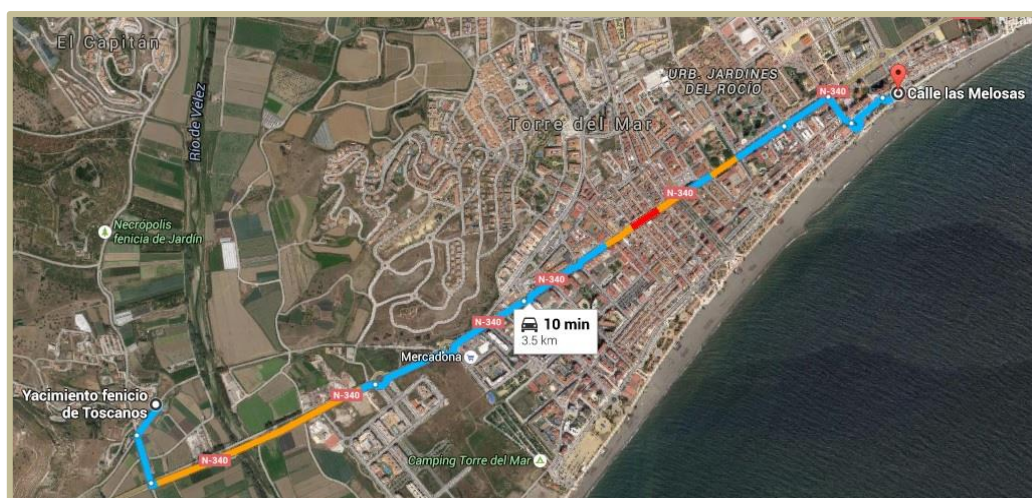 El Capitán
Río de Vélez
URB. JARDINES
DEL ROCÍO
N-340
Calle las Melosas
Torre del Mar
N-340
Necrópolis
fenicia de Jardín
N-340
10 min
3.5 km
N-340
Mercadona
Yacimiento fenicio
de Toscanos
N-340
Camping Torre del Mar
N-340